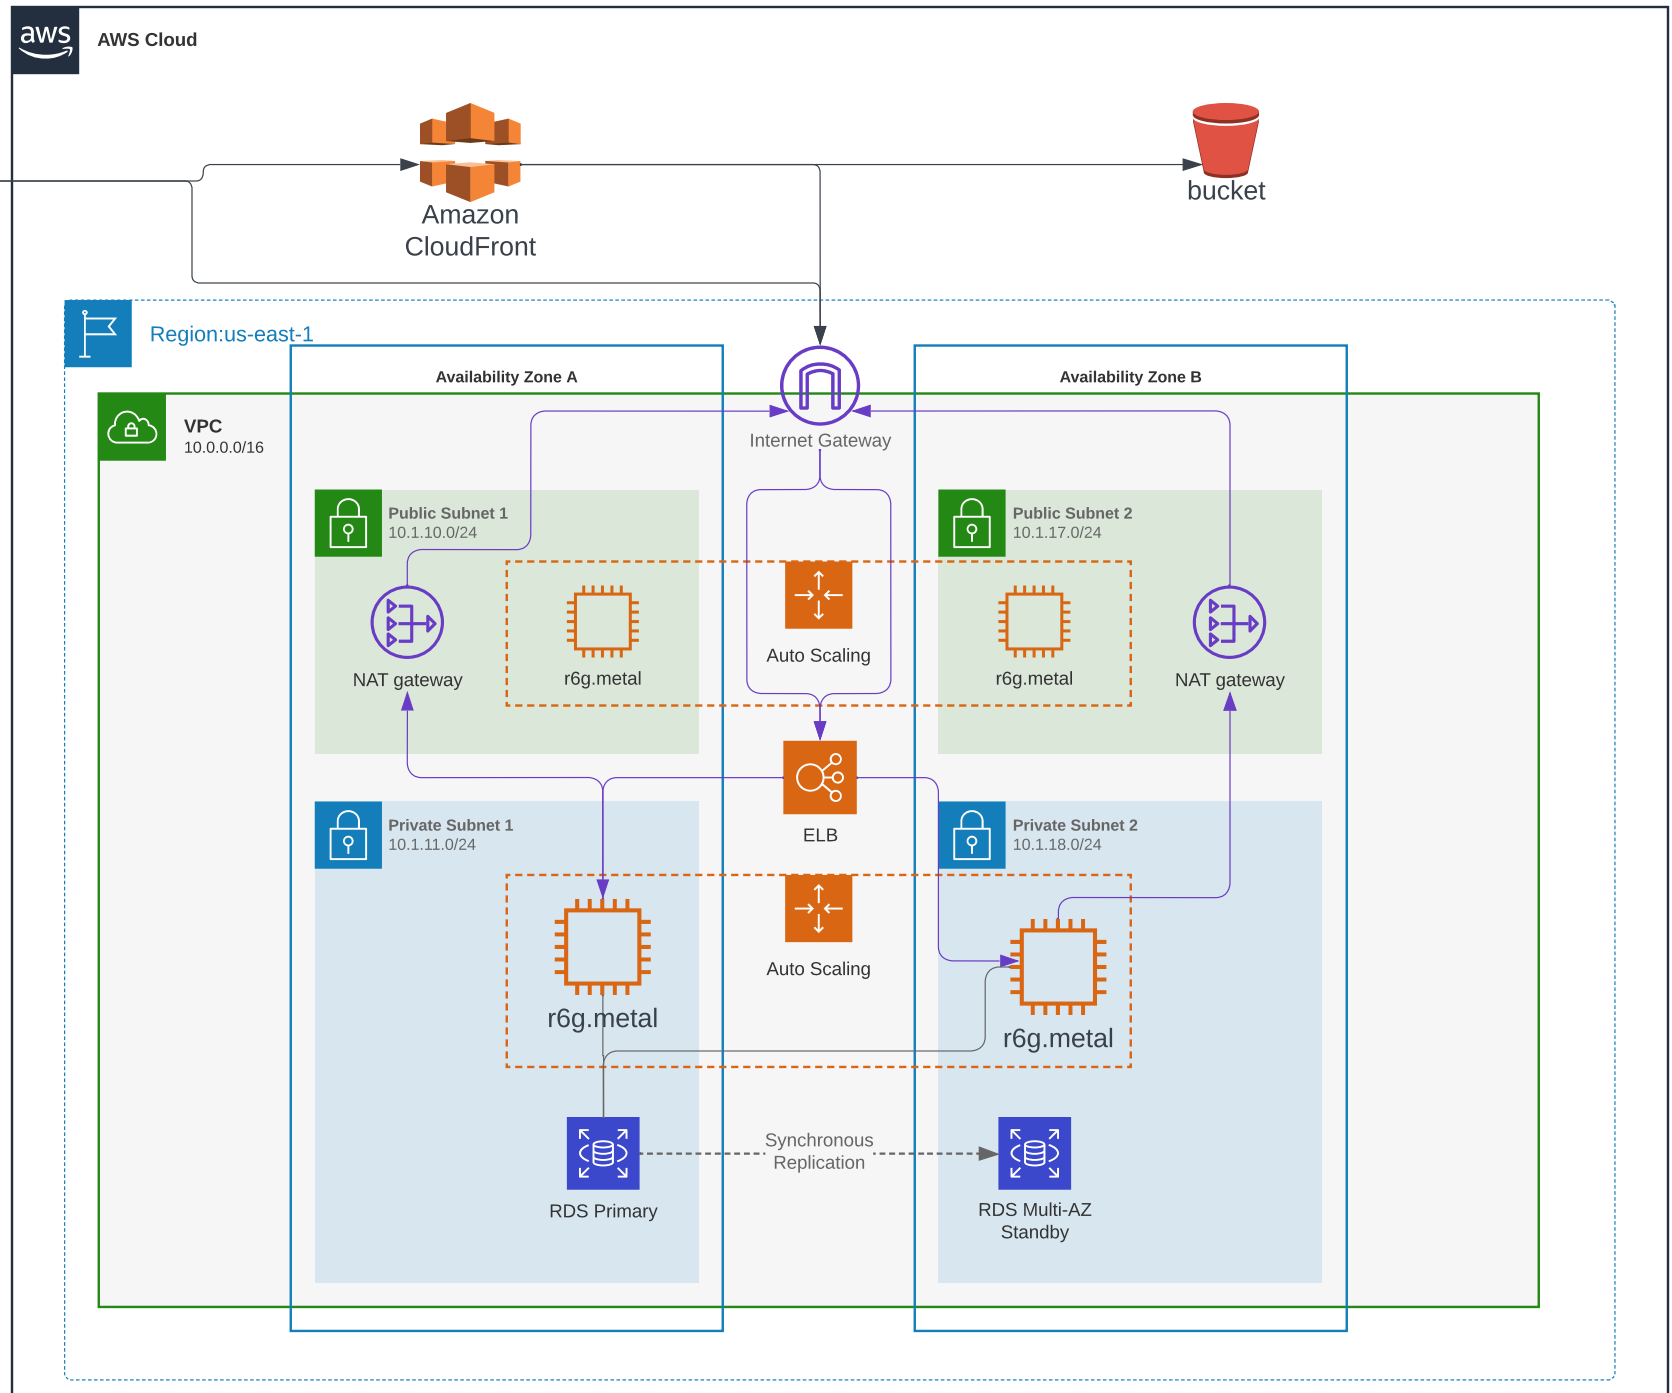 aws
AWS Cloud
Amazon
CloudFront
bucket
Region:us-east-1
Availability Zone A
Availability Zone B
VPC
10.0.0.0/16
Internet Gateway
Public Subnet 1
10.1.10.0/24
Public Subnet 2
10.1.17.0/24
NAT gateway
r6g.metal
Auto Scaling
r6g.metal
NAT gateway
ELB
Private Subnet 1
10.1.11.0/24
Private Subnet 2
10.1.18.0/24
Auto Scaling
r6g.metal
r6g.metal
Synchronous
Replication
RDS Primary
RDS Multi-AZ
Standby